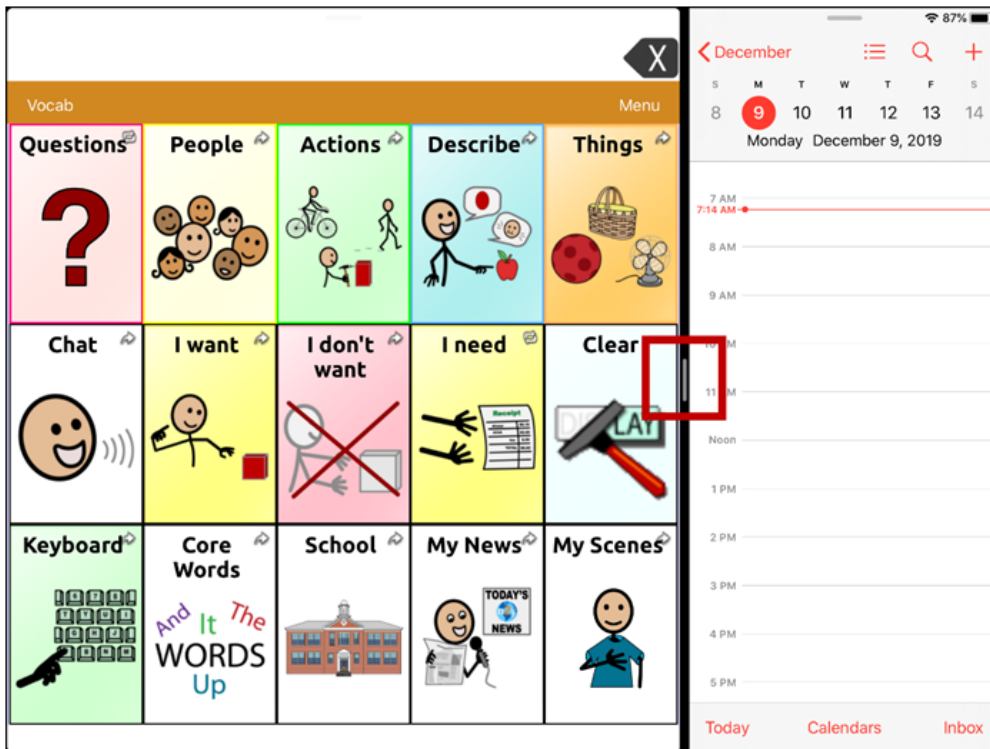 87%
X
Vocab
Menu
Questions
People
Actions
Describe
Things
Chat
I want
I don't
want
I need
Receipt
Clear
DISPLAY
Keyboard
Core
Words
And It The
WORDS
Up
School
My News
TODAY'S
NEWS
My Scenes
December
S M T W T F S
8 9 10 11 12 13 14
Monday December 9, 2019
7 AM
7:14 AM
8 AM
9 AM
Noon
1 PM
2 PM
3 PM
4 PM
5 PM
Today
Calendars
Inbox